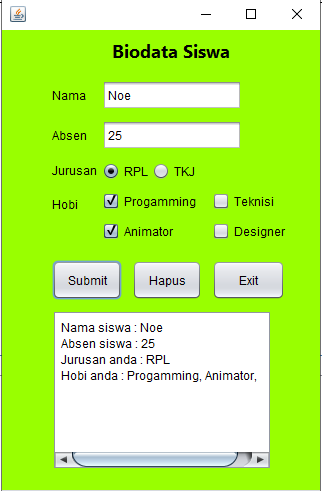 Biodata Siswa
Nama Noe
Absen 25
Jurusan RPL TKJ
Hobi Progamming Teknisi
Animator Designer
Submit Hapus Exit
Nama siswa : Noe
Absen siswa : 25
Jurusan anda : RPL
Hobi anda : Progamming, Animator,